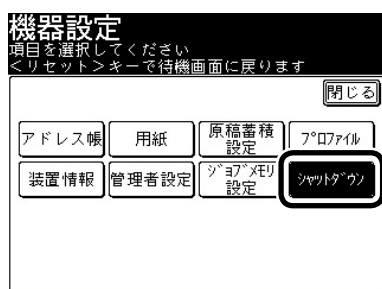 機器設定
項目を選択してください
＜リセット＞キーで待機画面に戻ります
閉じる
アドレス帳 用紙 原稿蓄積設定 ﾌﾟﾛﾌｧｲﾙ
装置情報 管理者設定 ｼﾞｮﾌﾞﾒﾓﾘ設定 ｼｬｯﾄﾀﾞｳﾝ